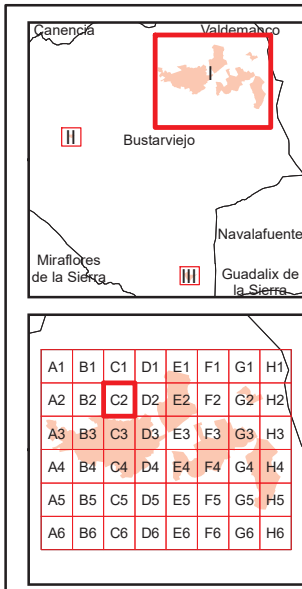 Canencia Valdemanco
I
II Bustarviejo
Navalafuente
Miraflores
de la Sierra
III
Guadalix de
la Sierra
A1 B1 C1 D1 E1 F1 G1 H1
A2 B2 C2 D2 E2 F2 G2 H2
A3 B3 C3 D3 E3 F3 G3 H3
A4 B4 C4 D4 E4 F4 G4 H4
A5 B5 C5 D5 E5 F5 G5 H5
A6 B6 C6 D6 E6 F6 G6 H6